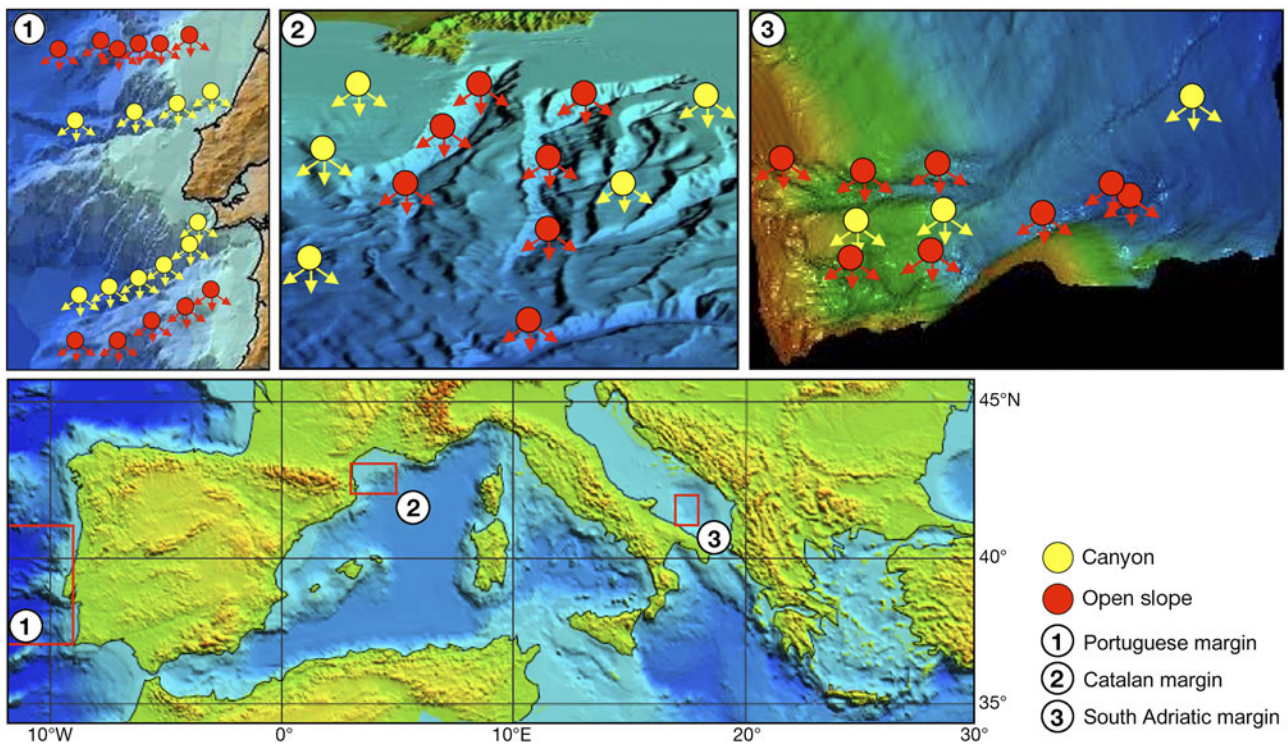 1
2
3
45°N
2
3
40°
1
35°
10°W
0°
10°E
20°
30°
Canyon
Open slope
1 Portuguese margin
2 Catalan margin
3 South Adriatic margin